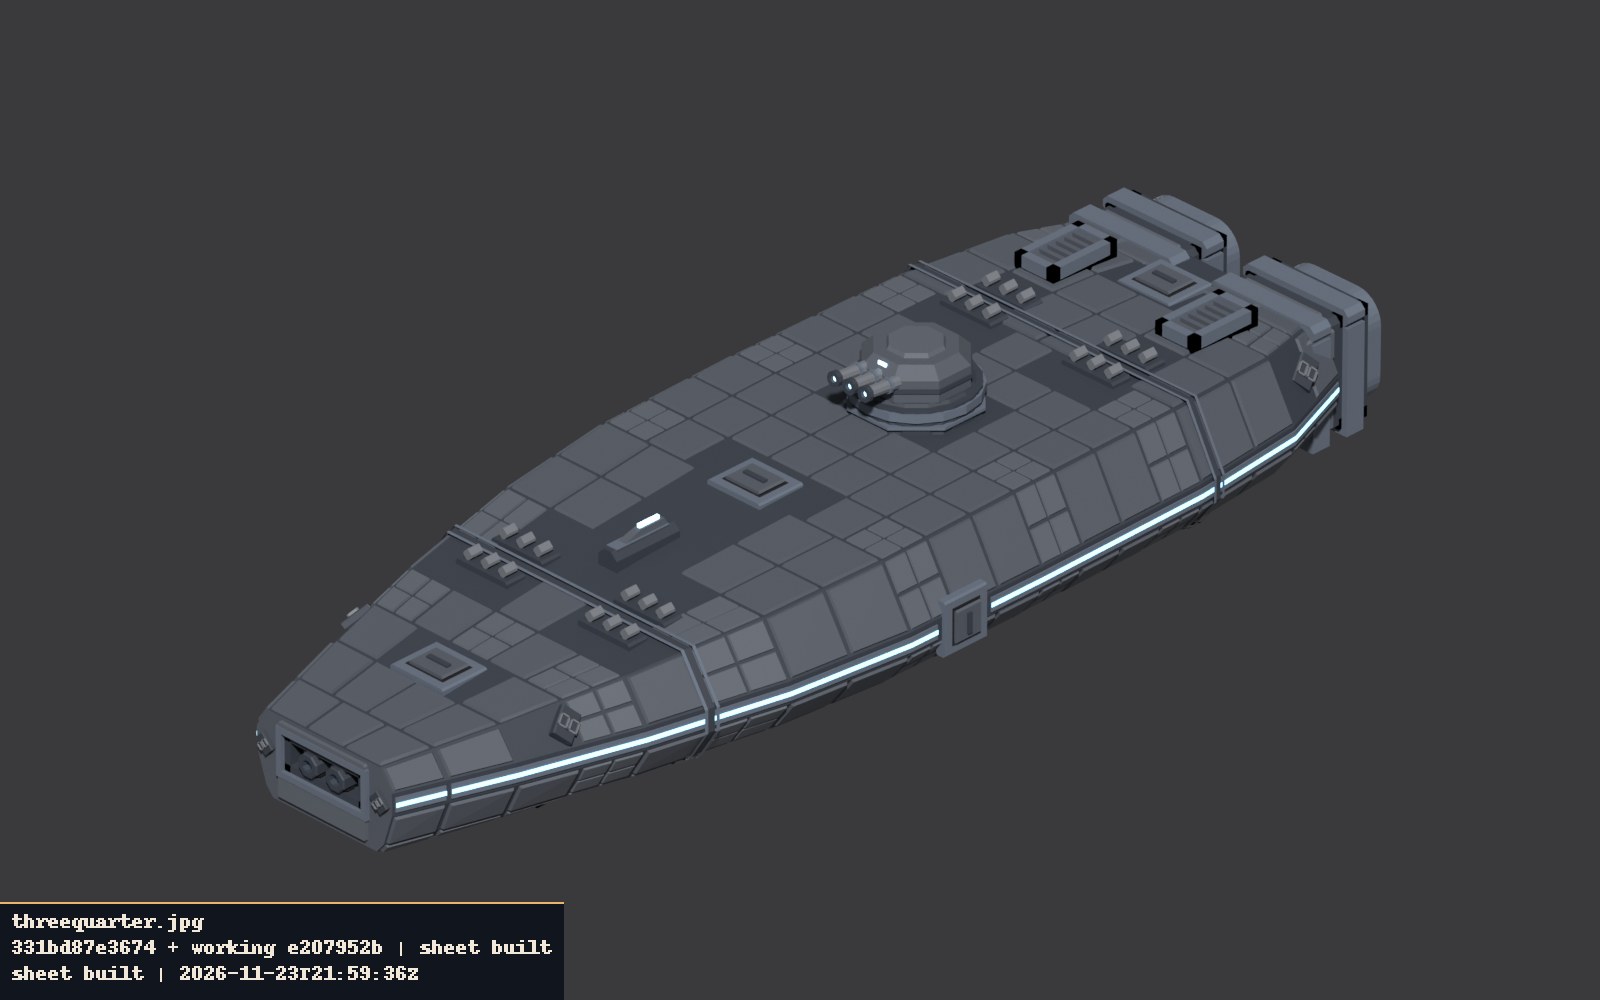 threequarter.jpg
331bd87e3674 + working e207952b | sheet built
sheet built | 2026-11-23T21:59:36Z